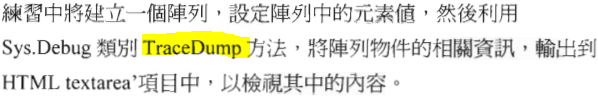 練習中將建立一個陣列，設定陣列中的元素值，然後利用
Sys.Debug 類別 TraceDump 方法，將陣列物件的相關資訊，輸出到
HTML textarea’項目中，以檢視其中的內容。